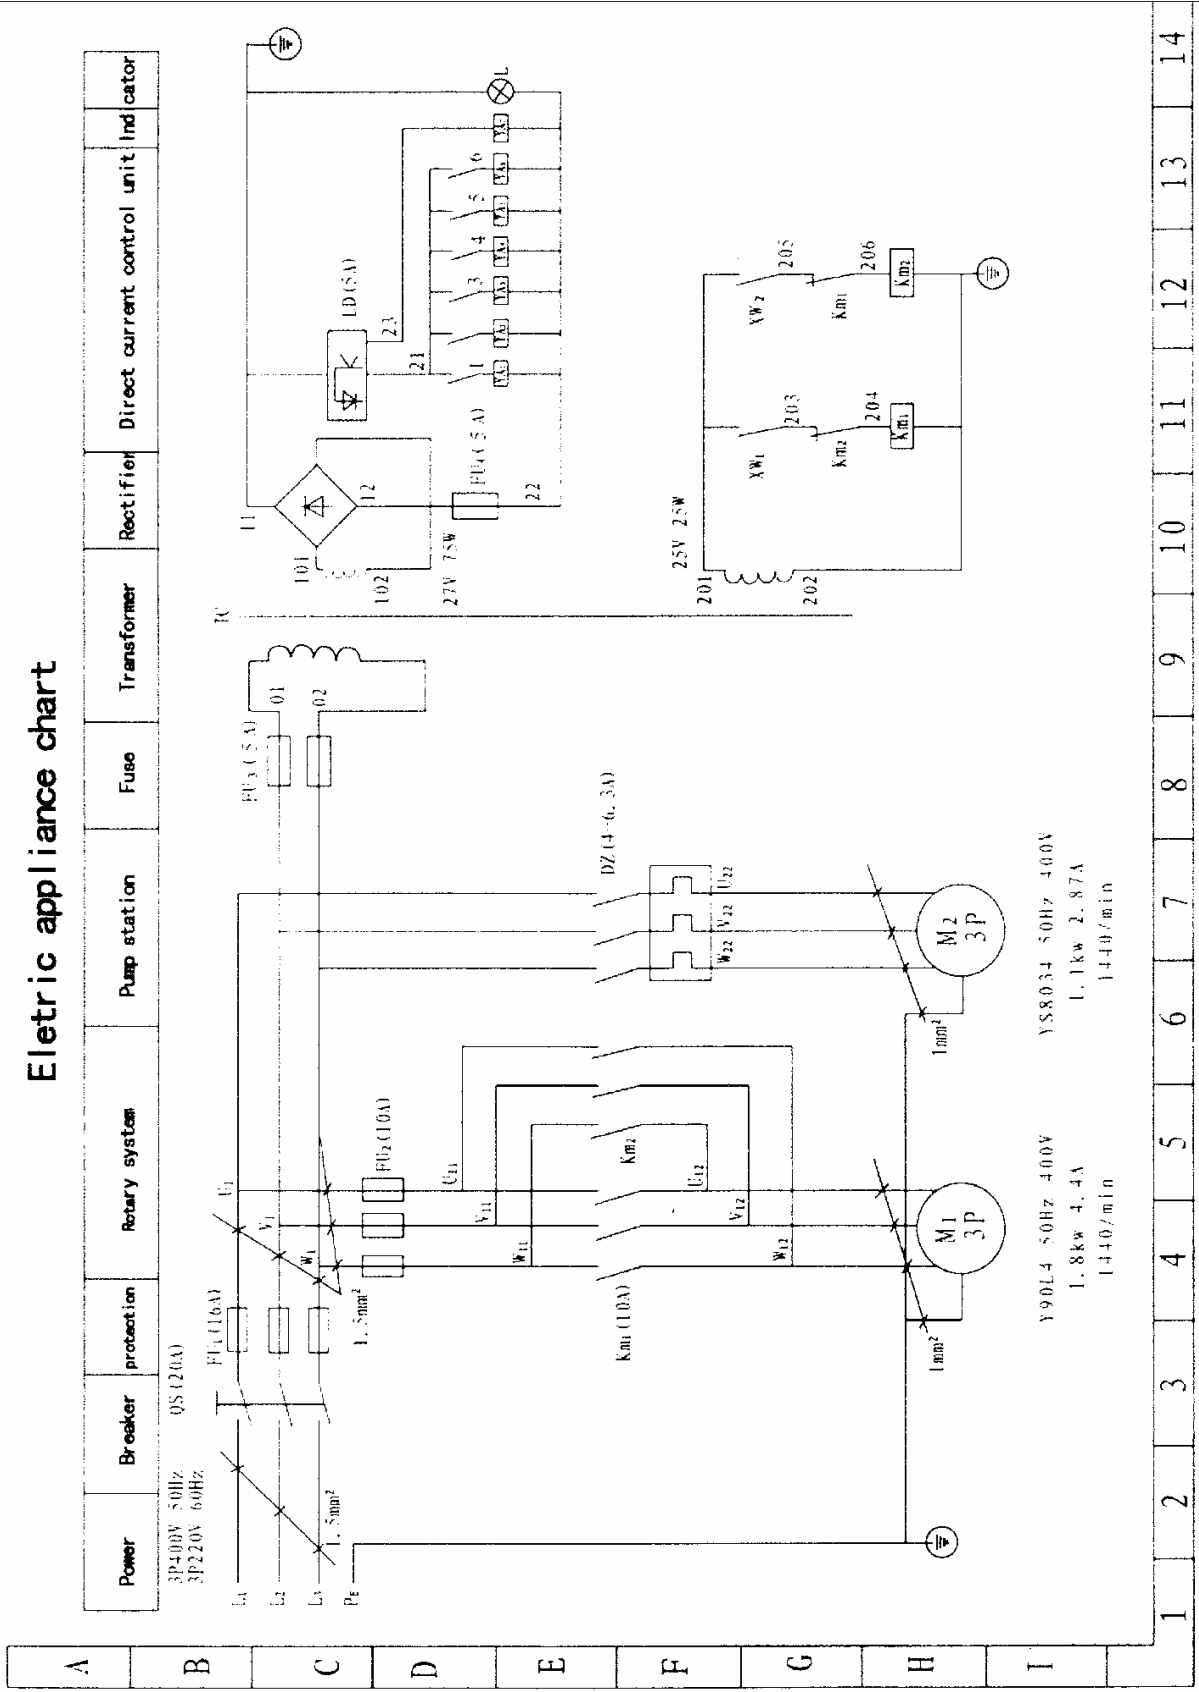 Eletric appliance chart
Power
Breaker
protection
Rotary system
Pump station
Fuse
Transformer
Rectifier
Direct current control unit
Indicator
3P400V 50Hz
3P220V 60Hz
QS(20A)
FU1(16A)
L1
L2
L3
PE
1.5mm²
1.5mm²
U1
V1
W1
FU2(10A)
U11
V11
W11
Km1(10A)
Km2
U12
V12
W12
1mm²
M1
3P
Y90L4 50Hz 400V
1.8kw 4.4A
1440/min
DZ(4-6.3A)
U22
V22
W22
1mm²
M2
3P
YS8034 50Hz 400V
1.1kw 2.87A
1440/min
FU3(5A)
01
02
TC
101
102
27V 75W
11
12
FU4(5A)
22
LD(5A)
23
21
1
3
4
5
6
L
25V 25W
201
202
XW1
203
Km2
204
Km1
XW2
205
Km1
206
Km2
A
B
C
D
E
F
G
H
I
1
2
3
4
5
6
7
8
9
10
11
12
13
14